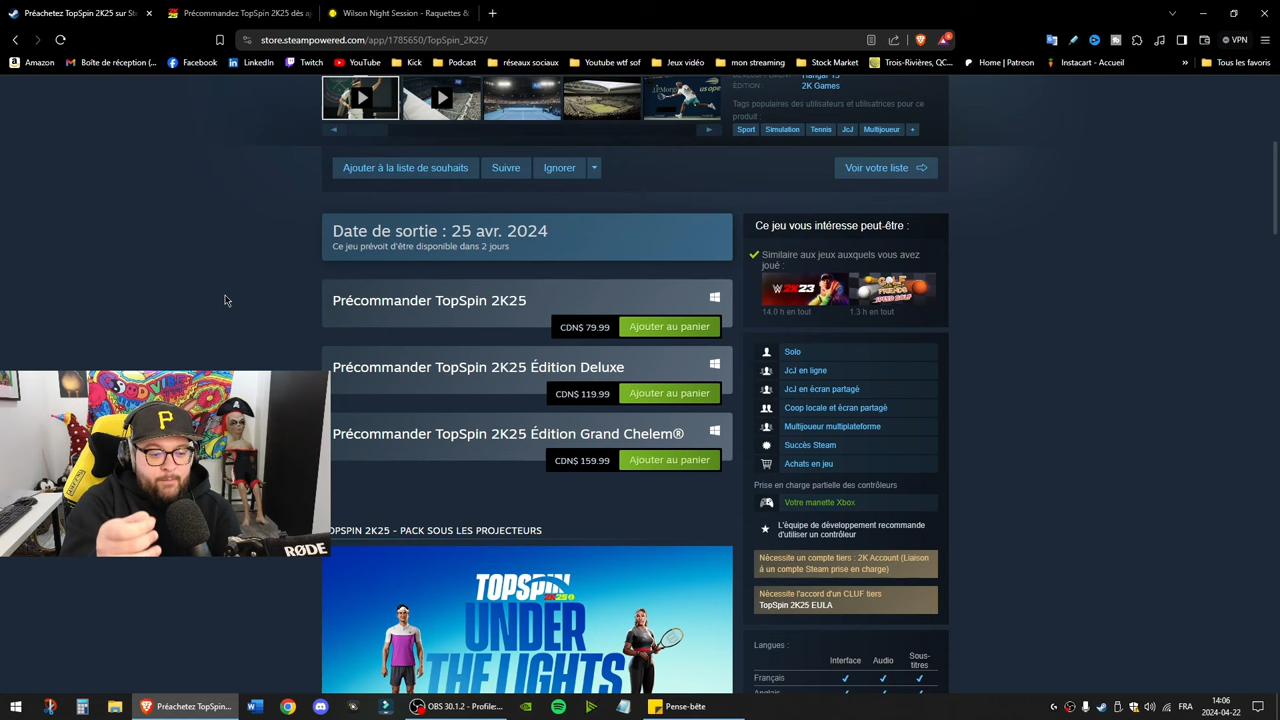 Préachetez TopSpin 2K25 sur Ste
Précommandez TopSpin 2K25 dès a
Wilson Night Session - Raquettes &
store.steampowered.com/app/1785650/TopSpin_2K25/
VPN
Amazon
Boîte de réception (...
Facebook
LinkedIn
Twitch
YouTube
Kick
Podcast
réseaux sociaux
Youtube wtf sof
Jeux vidéo
mon streaming
Stock Market
Trois-Rivières, QC...
Home | Patreon
Instacart - Accueil
Tous les favoris
ÉDITION : 2K Games
Tags populaires des utilisateurs et utilisatrices pour ce
produit :
Sport Simulation Tennis JcJ Multijoueur +
Ajouter à la liste de souhaits
Suivre
Ignorer
Voir votre liste
Date de sortie : 25 avr. 2024
Ce jeu prévoit d'être disponible dans 2 jours
Précommander TopSpin 2K25
CDN$ 79.99 Ajouter au panier
Précommander TopSpin 2K25 Édition Deluxe
CDN$ 119.99 Ajouter au panier
Précommander TopSpin 2K25 Édition Grand Chelem®
CDN$ 159.99 Ajouter au panier
OPSPIN 2K25 - PACK SOUS LES PROJECTEURS
TOPSPIN
2K25
UNDER
THE LIGHTS
Ce jeu vous intéresse peut-être :
Similaire aux jeux auxquels vous avez
joué :
W 2K23
GOLF
FRIENDS
SPEED GOLF
14.0 h en tout
1.3 h en tout
Solo
JcJ en ligne
JcJ en écran partagé
Coop locale et écran partagé
Multijoueur multiplateforme
Succès Steam
Achats en jeu
Prise en charge partielle des contrôleurs
Votre manette Xbox
L'équipe de développement recommande
d'utiliser un contrôleur
Nécessite un compte tiers : 2K Account (Liaison
à un compte Steam prise en charge)
Nécessite l'accord d'un CLUF tiers
TopSpin 2K25 EULA
Langues :
Interface Audio Sous-
titres
Français
Anglais
GOOD VIBES
P
A
RØDE
Préachetez TopSpin...
OBS 30.1.2 - Profile:...
Pense-bête
FRA
14:06
2024-04-22